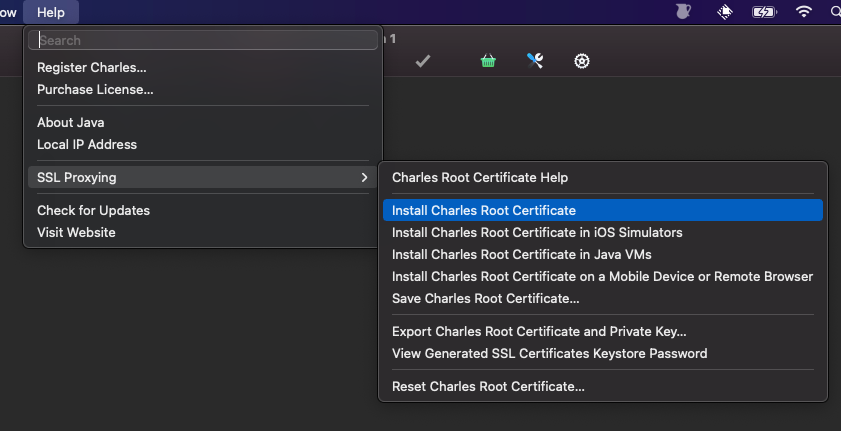 ow Help
Search
n 1
Register Charles...
Purchase License...
About Java
Local IP Address
SSL Proxying
Charles Root Certificate Help
Install Charles Root Certificate
Check for Updates
Install Charles Root Certificate in iOS Simulators
Visit Website
Install Charles Root Certificate in Java VMs
Install Charles Root Certificate on a Mobile Device or Remote Browser
Save Charles Root Certificate...
Export Charles Root Certificate and Private Key...
View Generated SSL Certificates Keystore Password
Reset Charles Root Certificate...